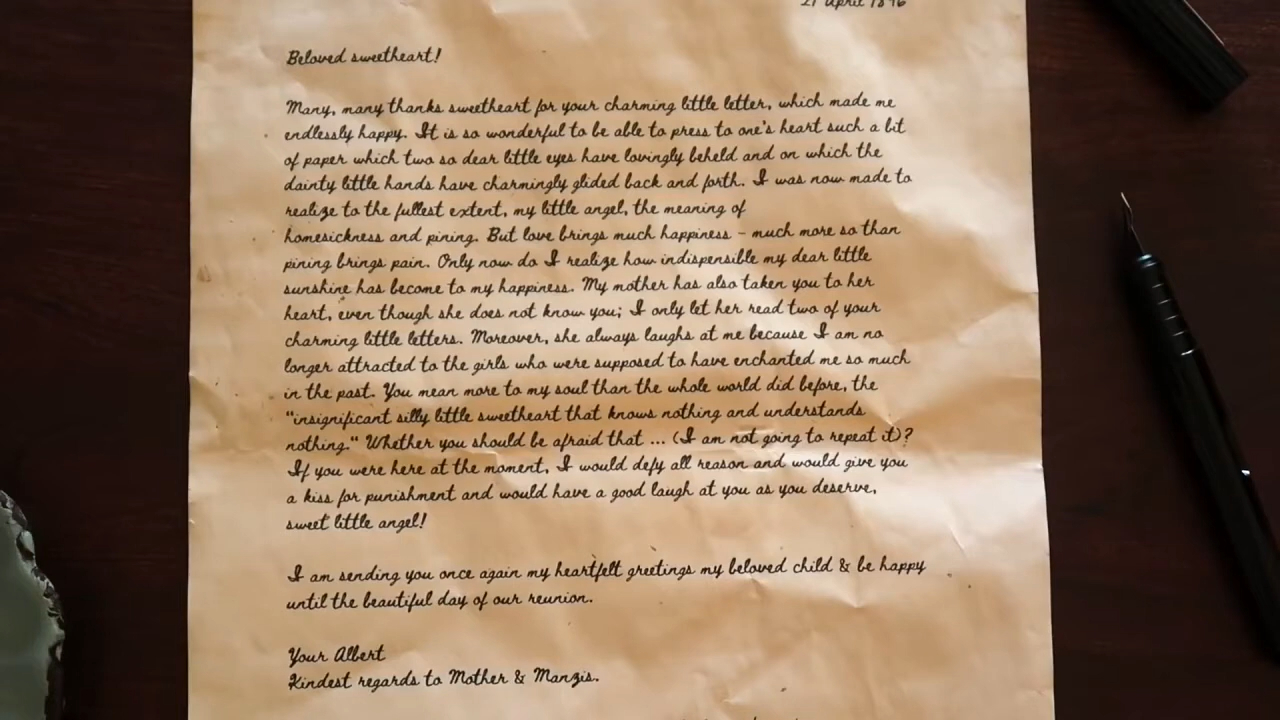 21 April 1896
Beloved sweetheart!
Many, many thanks sweetheart for your charming little letter, which made me
endlessly happy. It is so wonderful to be able to press to one's heart such a bit
of paper which two so dear little eyes have lovingly beheld and on which the
dainty little hands have charmingly glided back and forth. I was now made to
realize to the fullest extent, my little angel, the meaning of
homesickness and pining. But love brings much happiness - much more so than
pining brings pain. Only now do I realize how indispensible my dear little
sunshine has become to my happiness. My mother has also taken you to her
heart, even though she does not know you; I only let her read two of your
charming little letters. Moreover, she always laughs at me because I am no
longer attracted to the girls who were supposed to have enchanted me so much
in the past. You mean more to my soul than the whole world did before, the
"insignificant silly little sweetheart that knows nothing and understands
nothing." Whether you should be afraid that ... (I am not going to repeat it)?
If you were here at the moment, I would defy all reason and would give you
a kiss for punishment and would have a good laugh at you as you deserve,
sweet little angel!
I am sending you once again my heartfelt greetings my beloved child & be happy
until the beautiful day of our reunion.
Your Albert
Kindest regards to Mother & Manzis.